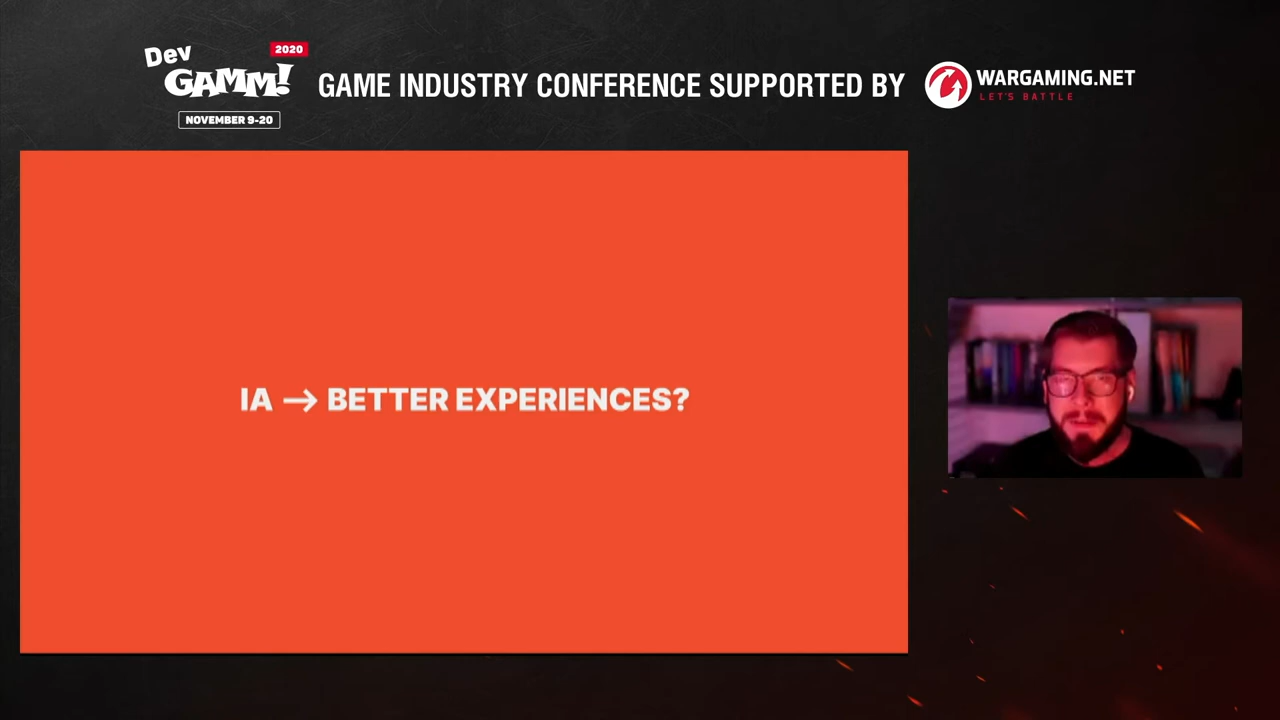 Dev
2020
GAMM!
NOVEMBER 9-20
GAME INDUSTRY CONFERENCE SUPPORTED BY
WARGAMING.NET
LET'S BATTLE
IA → BETTER EXPERIENCES?